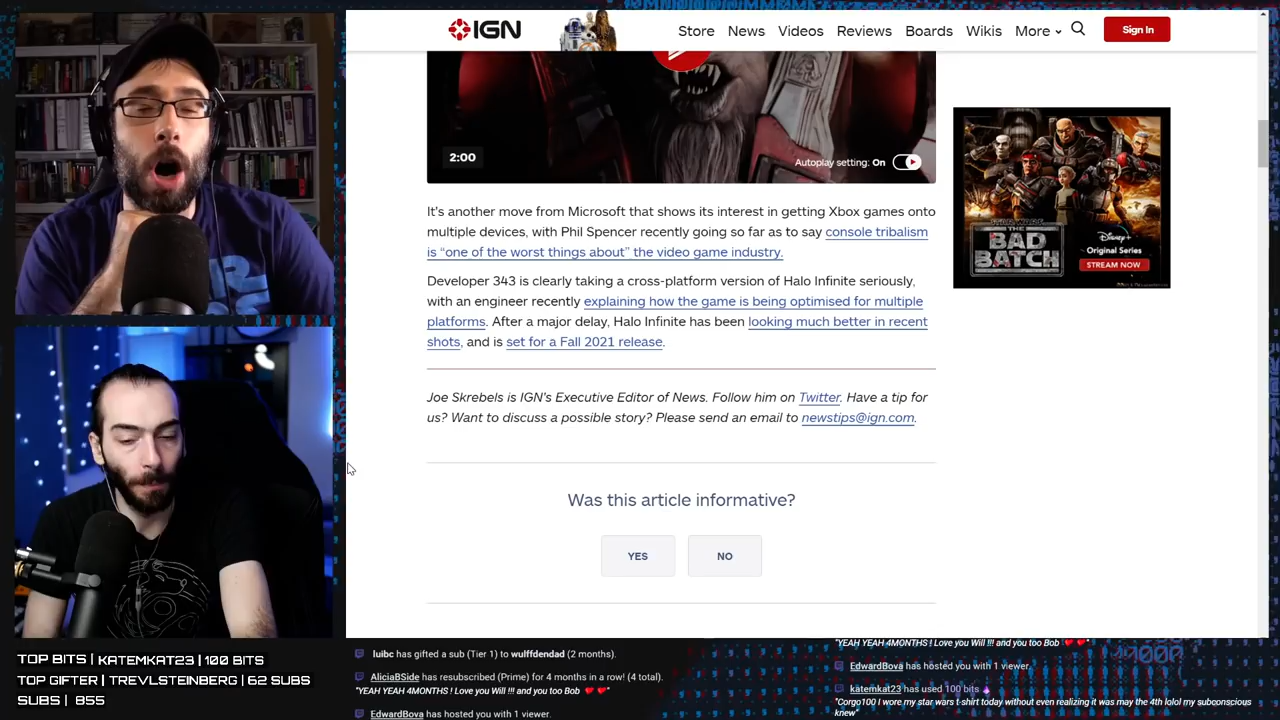 IGN
Store News Videos Reviews Boards Wikis More
Sign In
2:00
Autoplay setting: On
It's another move from Microsoft that shows its interest in getting Xbox games onto
multiple devices, with Phil Spencer recently going so far as to say console tribalism
is “one of the worst things about” the video game industry.
Developer 343 is clearly taking a cross-platform version of Halo Infinite seriously,
with an engineer recently explaining how the game is being optimised for multiple
platforms. After a major delay, Halo Infinite has been looking much better in recent
shots, and is set for a Fall 2021 release.
Joe Skrebels is IGN's Executive Editor of News. Follow him on Twitter. Have a tip for
us? Want to discuss a possible story? Please send an email to newstips@ign.com.
Was this article informative?
YES NO
STAR WARS
THE
BAD
BATCH
Disney+
Original Series
STREAM NOW
TOP BITS | KATEMKAT23 | 100 BITS
TOP GIFTER | TREVLSTEINBERG | 62 SUBS
SUBS | 855
luibc has gifted a sub (Tier 1) to wulffdendad (2 months).
AliciaBSide has resubscribed (Prime) for 4 months in a row! (4 total).
"YEAH YEAH 4MONTHS ! Love you Will !!! and you too Bob ❤️ ❤️"
EdwardBova has hosted you with 1 viewer.
"YEAH YEAH 4MONTHS ! Love you Will !!! and you too Bob ❤️ ❤️"
EdwardBova has hosted you with 1 viewer.
katemkat23 has used 100 bits
"Corgo100 I wore my star wars t-shirt today without even realizing it was may the 4th lolol my subconscious
knew"